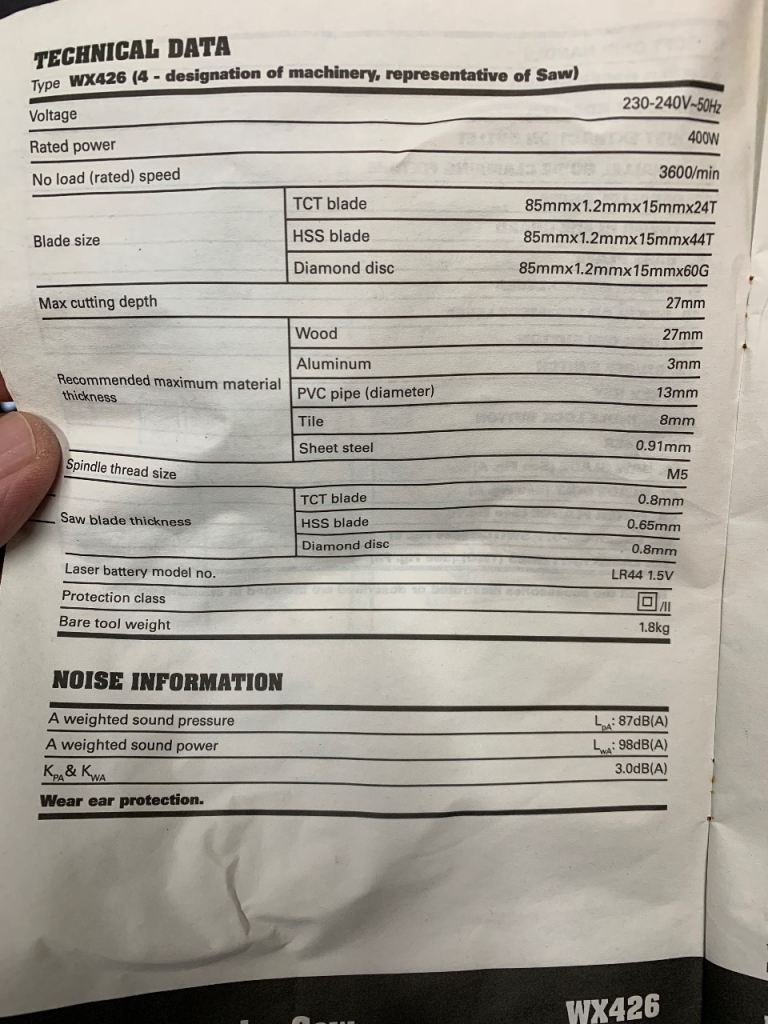 TECHNICAL DATA
Type WX426 (4 - designation of machinery, representative of Saw)
Voltage 230-240V~50Hz
Rated power 400W
No load (rated) speed 3600/min
Blade size
TCT blade 85mmx1.2mmx15mmx24T
HSS blade 85mmx1.2mmx15mmx44T
Diamond disc 85mmx1.2mmx15mmx60G
Max cutting depth 27mm
Recommended maximum material
thickness
Wood 27mm
Aluminum 3mm
PVC pipe (diameter) 13mm
Tile 8mm
Sheet steel 0.91mm
Spindle thread size M5
Saw blade thickness
TCT blade 0.8mm
HSS blade 0.65mm
Diamond disc 0.8mm
Laser battery model no. LR44 1.5V
Protection class /II
Bare tool weight 1.8kg
NOISE INFORMATION
A weighted sound pressure LpA: 87dB(A)
A weighted sound power LwA: 98dB(A)
KPA & KWA 3.0dB(A)
Wear ear protection.
Saw WX426